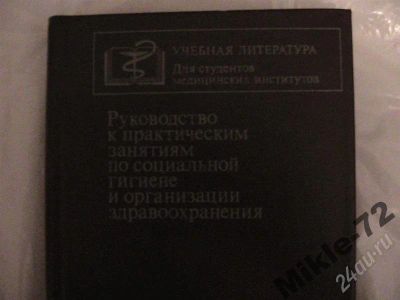 УЧЕБНАЯ ЛИТЕРАТУРА
Для студентов
медицинских институтов
Руководство
к практическим
занятиям
по социальной
гигиене
и организации
здравоохранения
Mikle-72
24au.ru